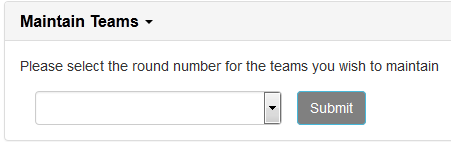 Maintain Teams
Please select the round number for the teams you wish to maintain
Submit